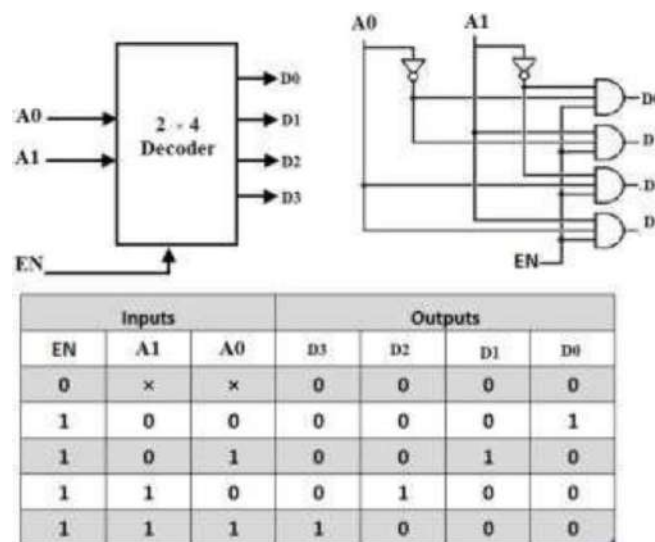 A0 A1
D0
D1
2 - 4
Decoder
D2
D3
A0
A1
EN
D0
D
D
D
EN
Inputs Outputs
EN A1 A0 D3 D2 D1 D0
0 × × 0 0 0 0
1 0 0 0 0 0 1
1 0 1 0 0 1 0
1 1 0 0 1 0 0
1 1 1 1 0 0 0